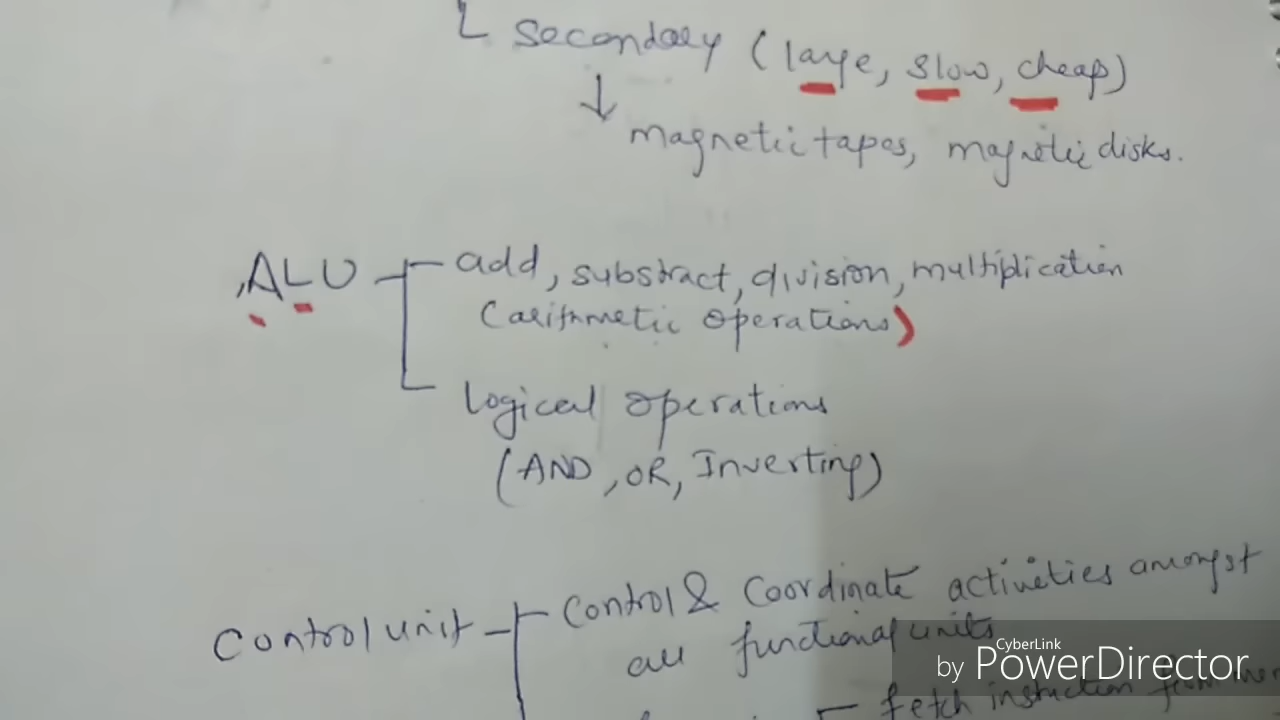 Secondary (large, slow, cheap)
magnetic tapes, magnetic disks.
ALU add, substract, division, multiplication
(arithmetic operations)
Logical operations
(AND, OR, Inverting)
Control unit Control & Coordinate activities amongst
all functional units
CyberLink
by PowerDirector
fetch instruction from